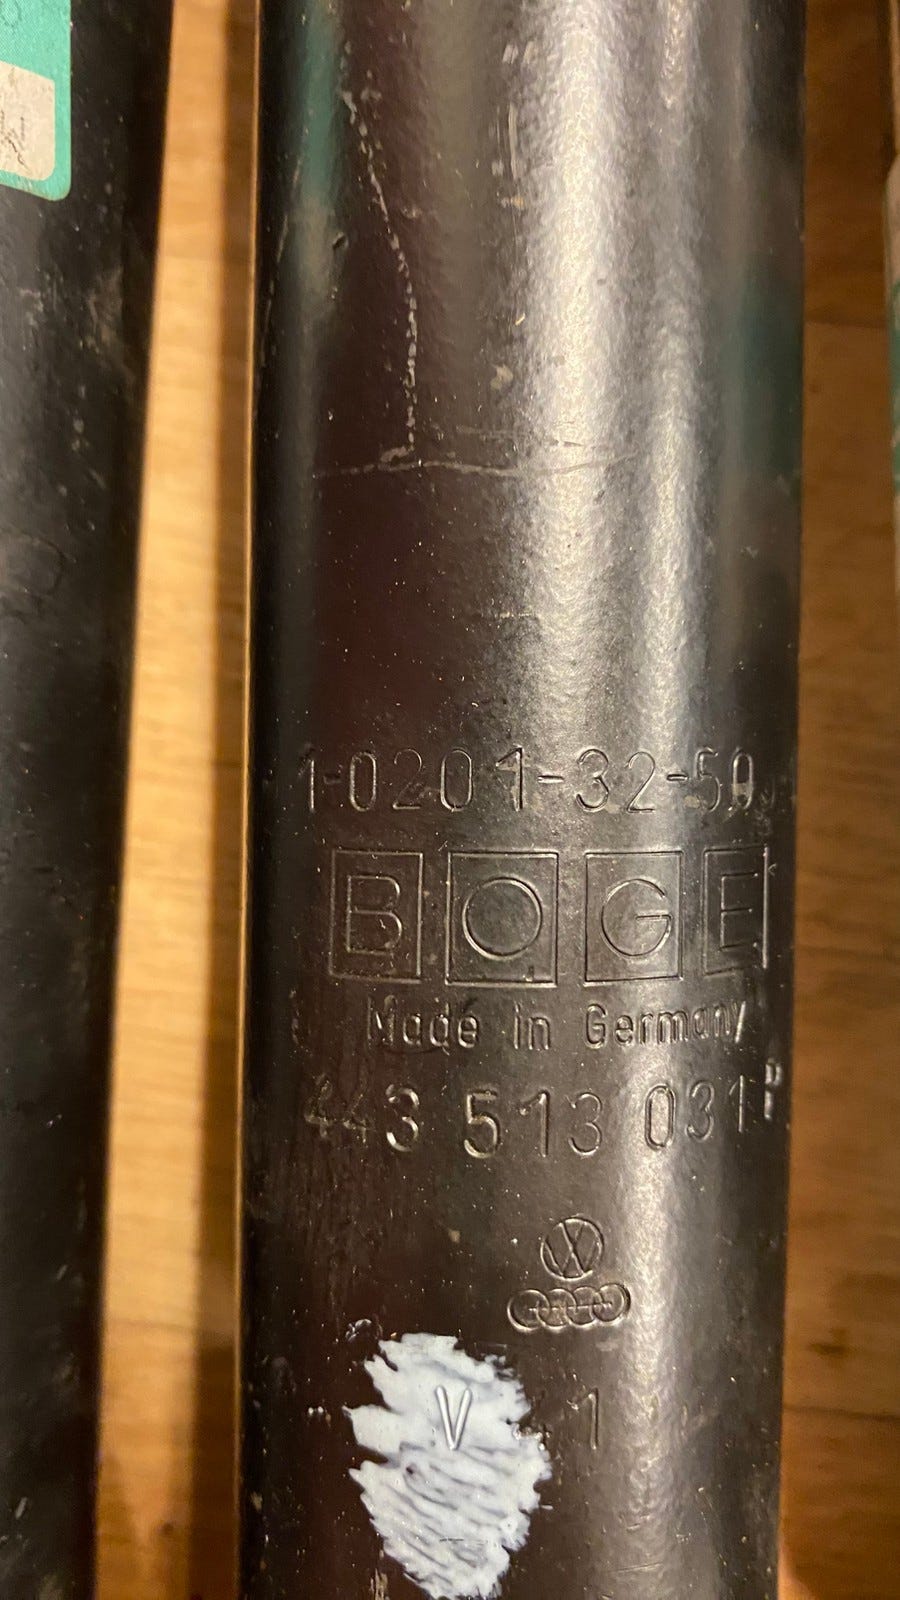 1-0201-32-59
BOGE
Made in Germany
443 513 031
V 1